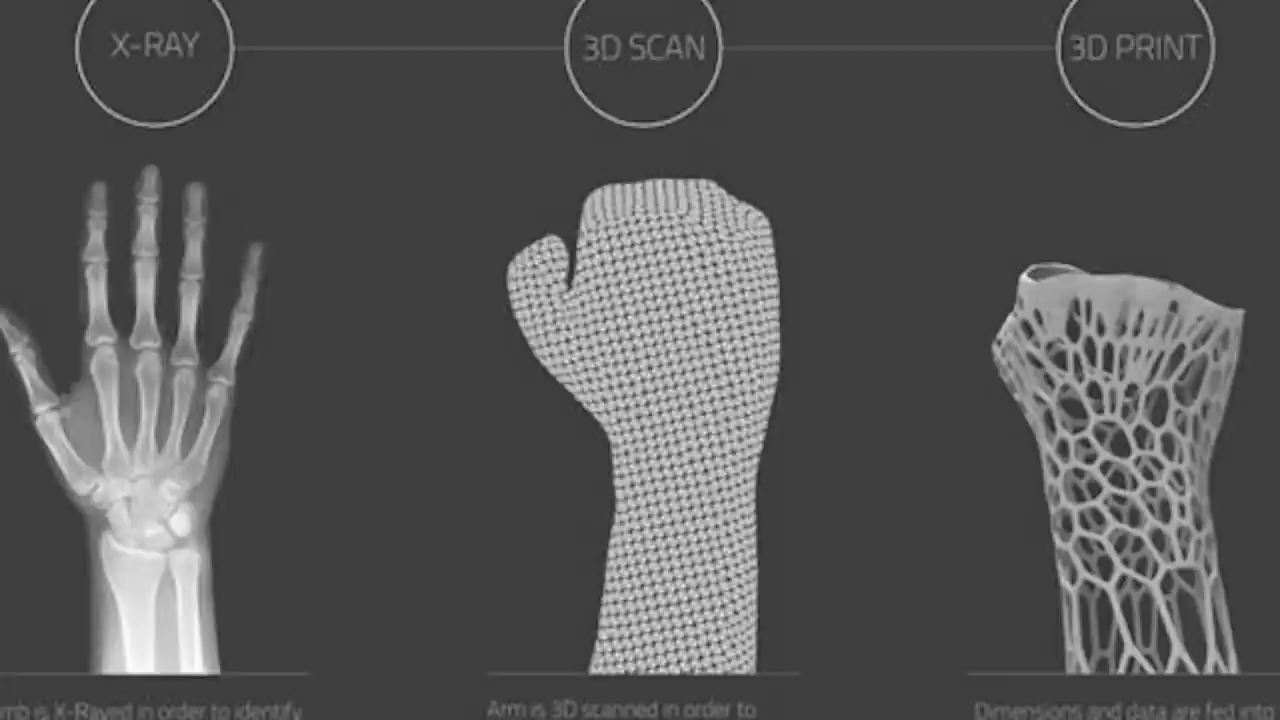 X-RAY
3D SCAN
3D PRINT
is X-Rayed in order to identify
Arm is 3D scanned in order to
Dimensions and data are fed into